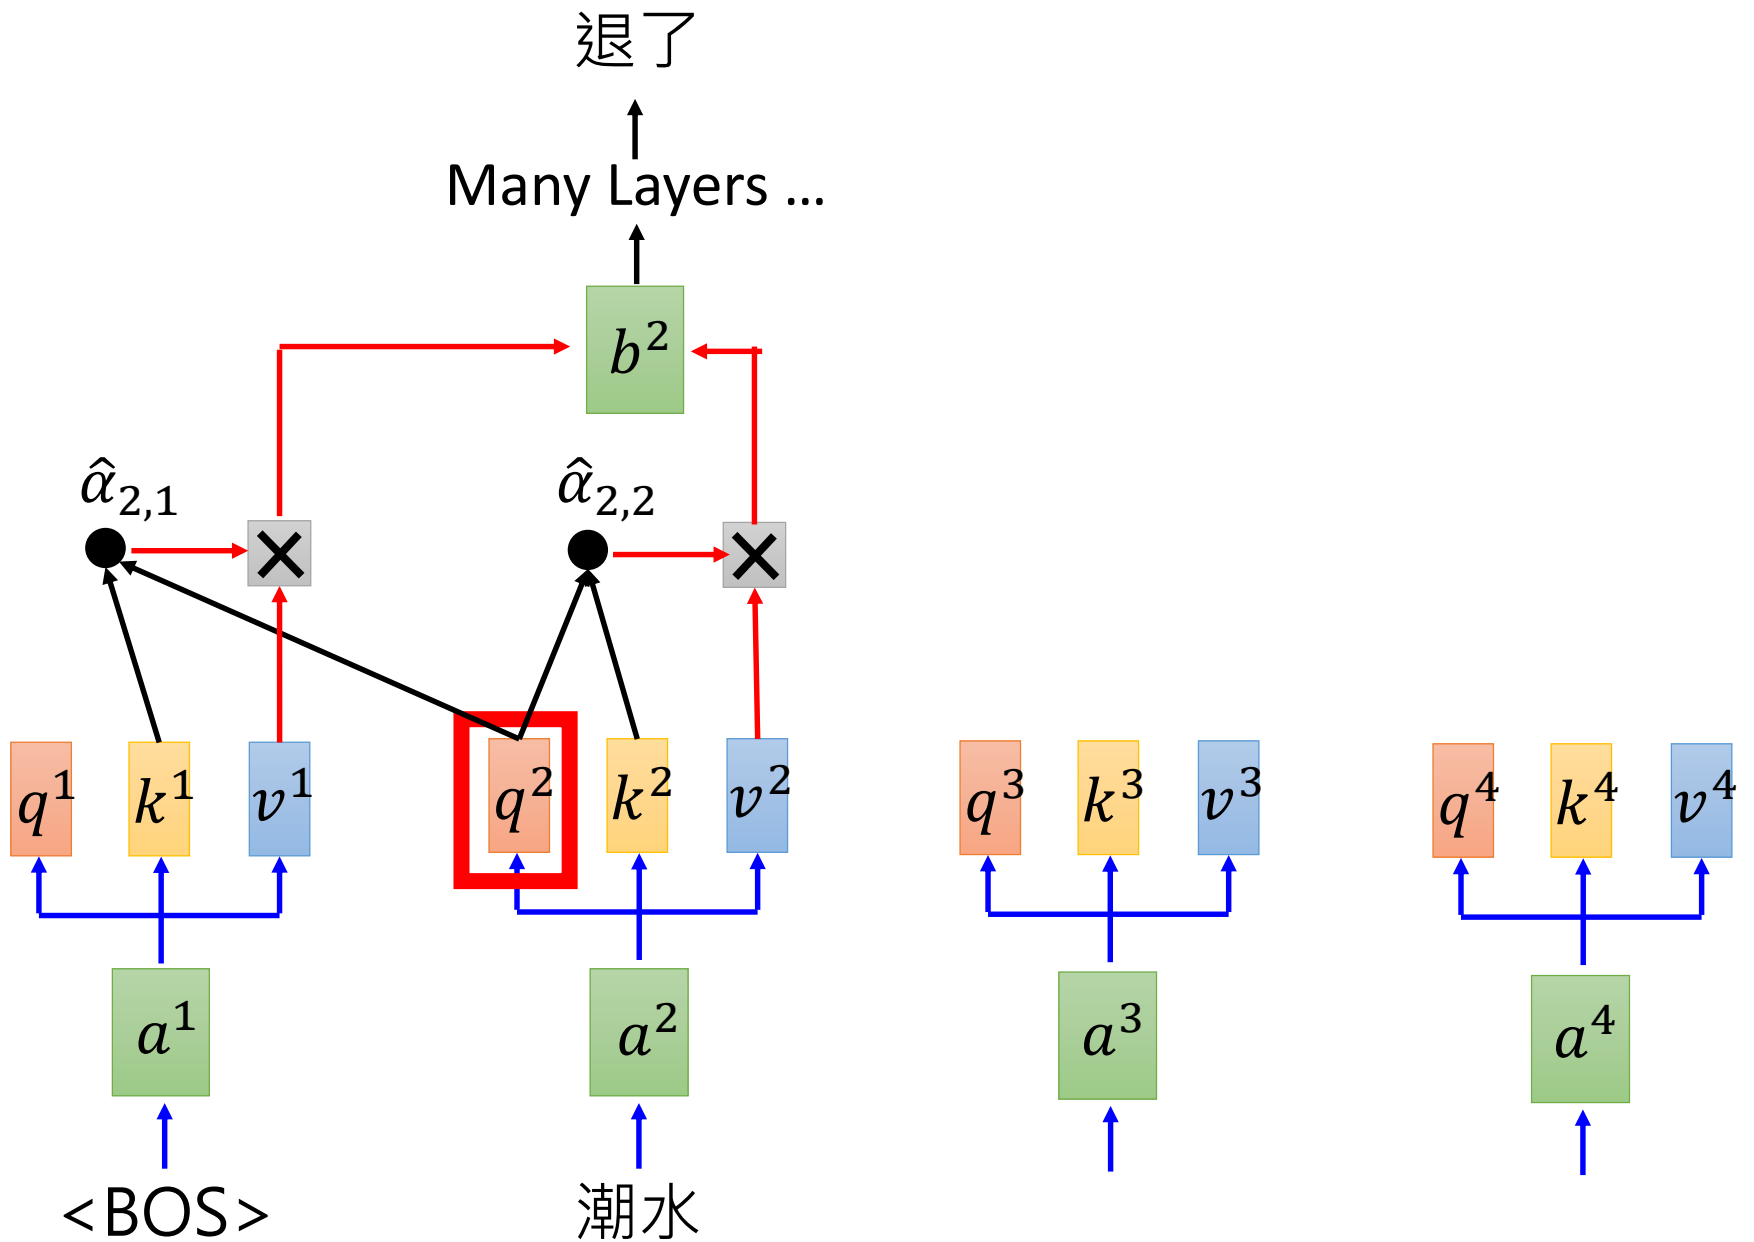 退了
Many Layers ...
b²
α̂₂,₁ α̂₂,₂
q¹ k¹ v¹ q² k² v² q³ k³ v³ q⁴ k⁴ v⁴
a¹ a² a³ a⁴
<BOS> 潮水